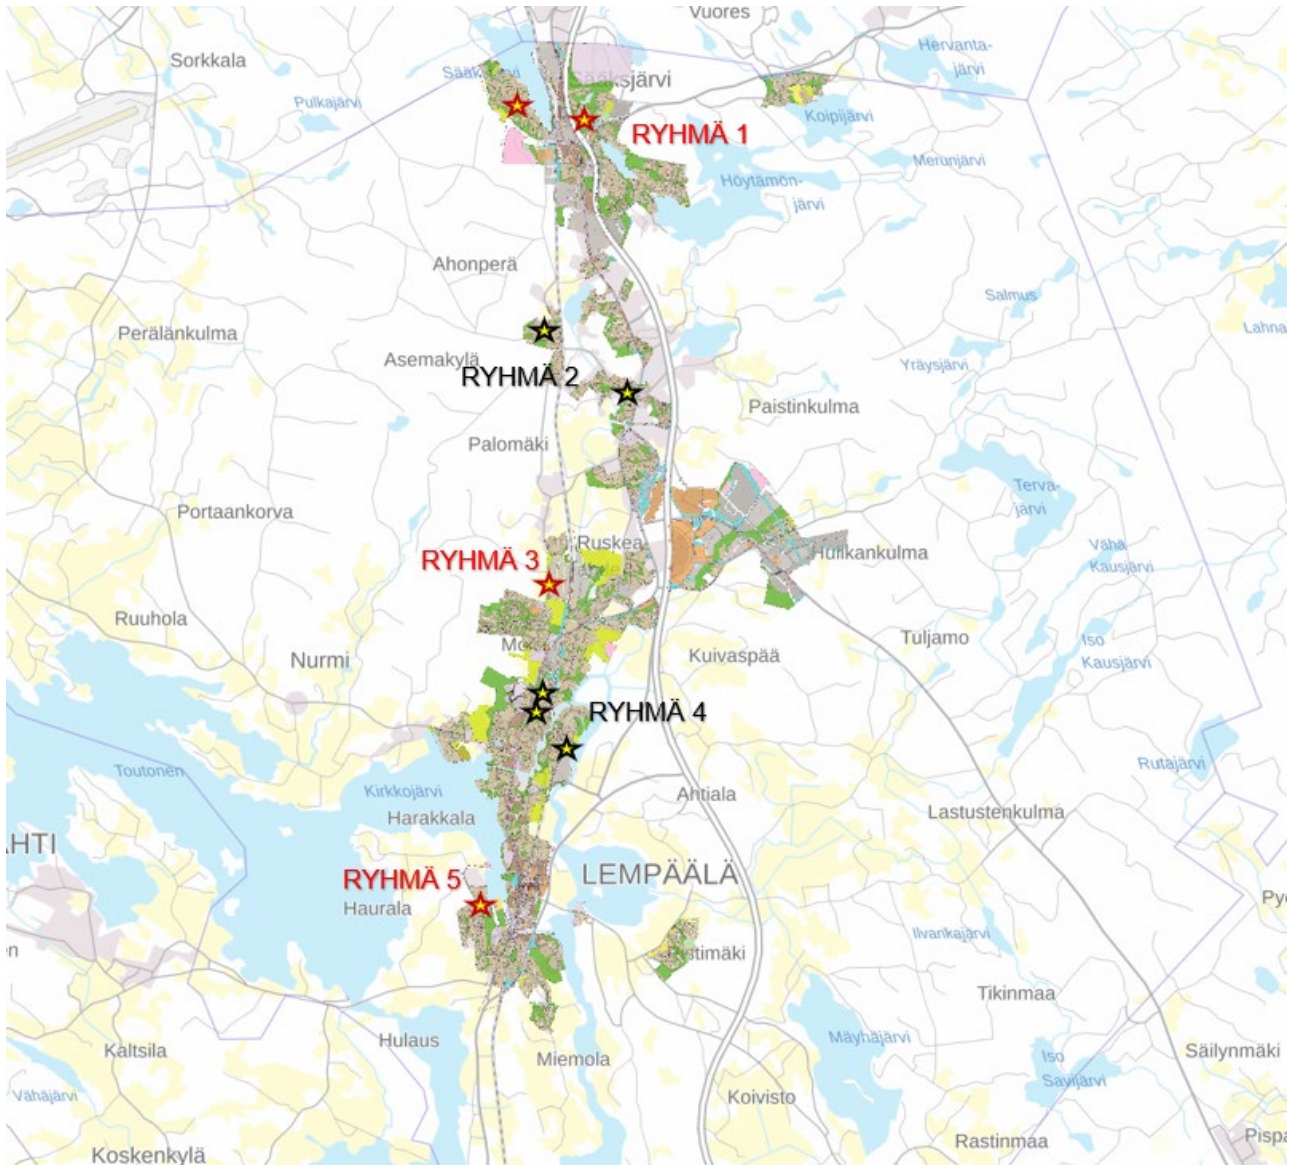 Vuores
Sorkkala
Hervanta-
järvi
Pulkajärvi
Koipijärvi
RYHMÄ 1
Merunjärvi
Höytämön-
järvi
Ahonperä
Salmus
Perälänkulma
Lahna
Asemakylä
Yräysjärvi
RYHMÄ 2
Paistinkulma
Palomäki
Terva-
järvi
Portaankorva
Ruskea
Hulikankulma
Vähä
Kausjärvi
RYHMÄ 3
Ruuhola
Tuljamo
Iso
Kausjärvi
Nurmi
Kuivaspää
RYHMÄ 4
Toutonen
Rutajärvi
Kirkkojärvi
Ahtiala
Harakkala
Lastustenkulma
AHTI
LEMPÄÄLÄ
RYHMÄ 5
Haurala
Ilvankajärvi
Tikinmaa
Hulaus
Kaltsila
Miemola
Mäyhäjärvi
Iso
Savijärvi
Säilynmäki
Vähäjärvi
Koivisto
Koskenkylä
Rastinmaa
Pispa